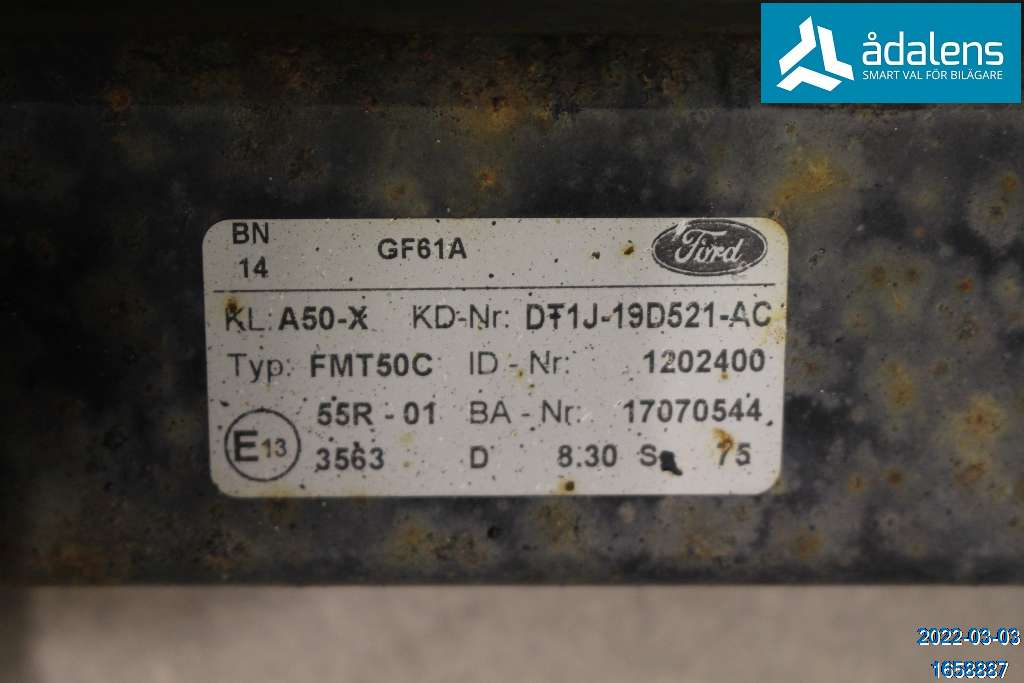 ådalens
SMART VAL FÖR BILÄGARE
BN
14
GF61A
Ford
KL. A50-X KD-Nr: DT1J-19D521-AC
Typ: FMT50C ID - Nr: 1202400
55R - 01 BA - Nr: 17070544
E13 3563 D 8.30 S 75
2022-03-03
1658887